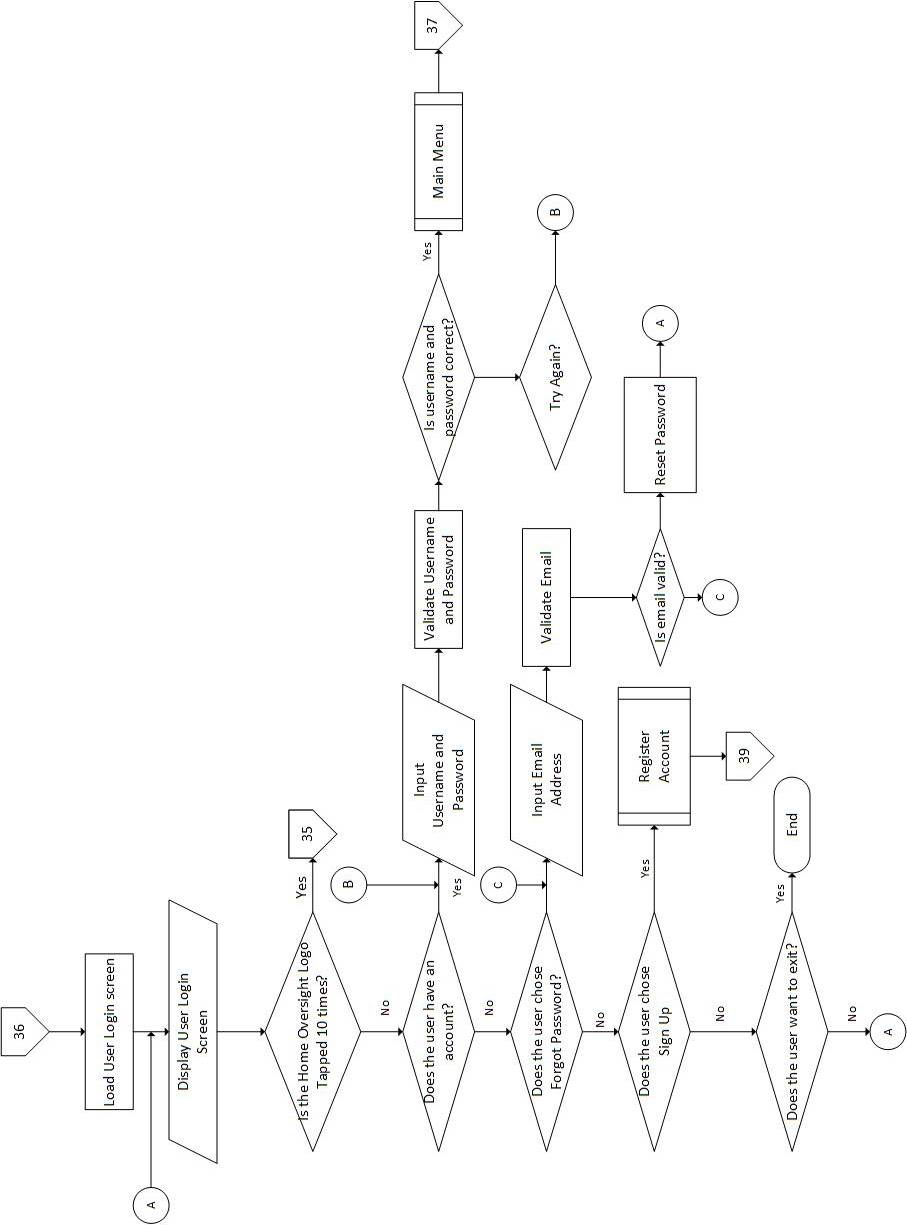 36
Load User Login screen
A
Display User Login
Screen
Is the Home Oversight Logo
Tapped 10 times?
Yes
35
No
Does the user have an
account?
Yes
B
Input
Username and
Password
Validate Username
and Password
Is username and
password correct?
Yes
Main Menu
37
Try Again?
B
No
Does the user chose
Forgot Password?
C
Input Email
Address
Validate Email
Is email valid?
C
Reset Password
A
No
Does the user chose
Sign Up
Yes
Register
Account
39
No
Does the user want to exit?
Yes
End
No
A